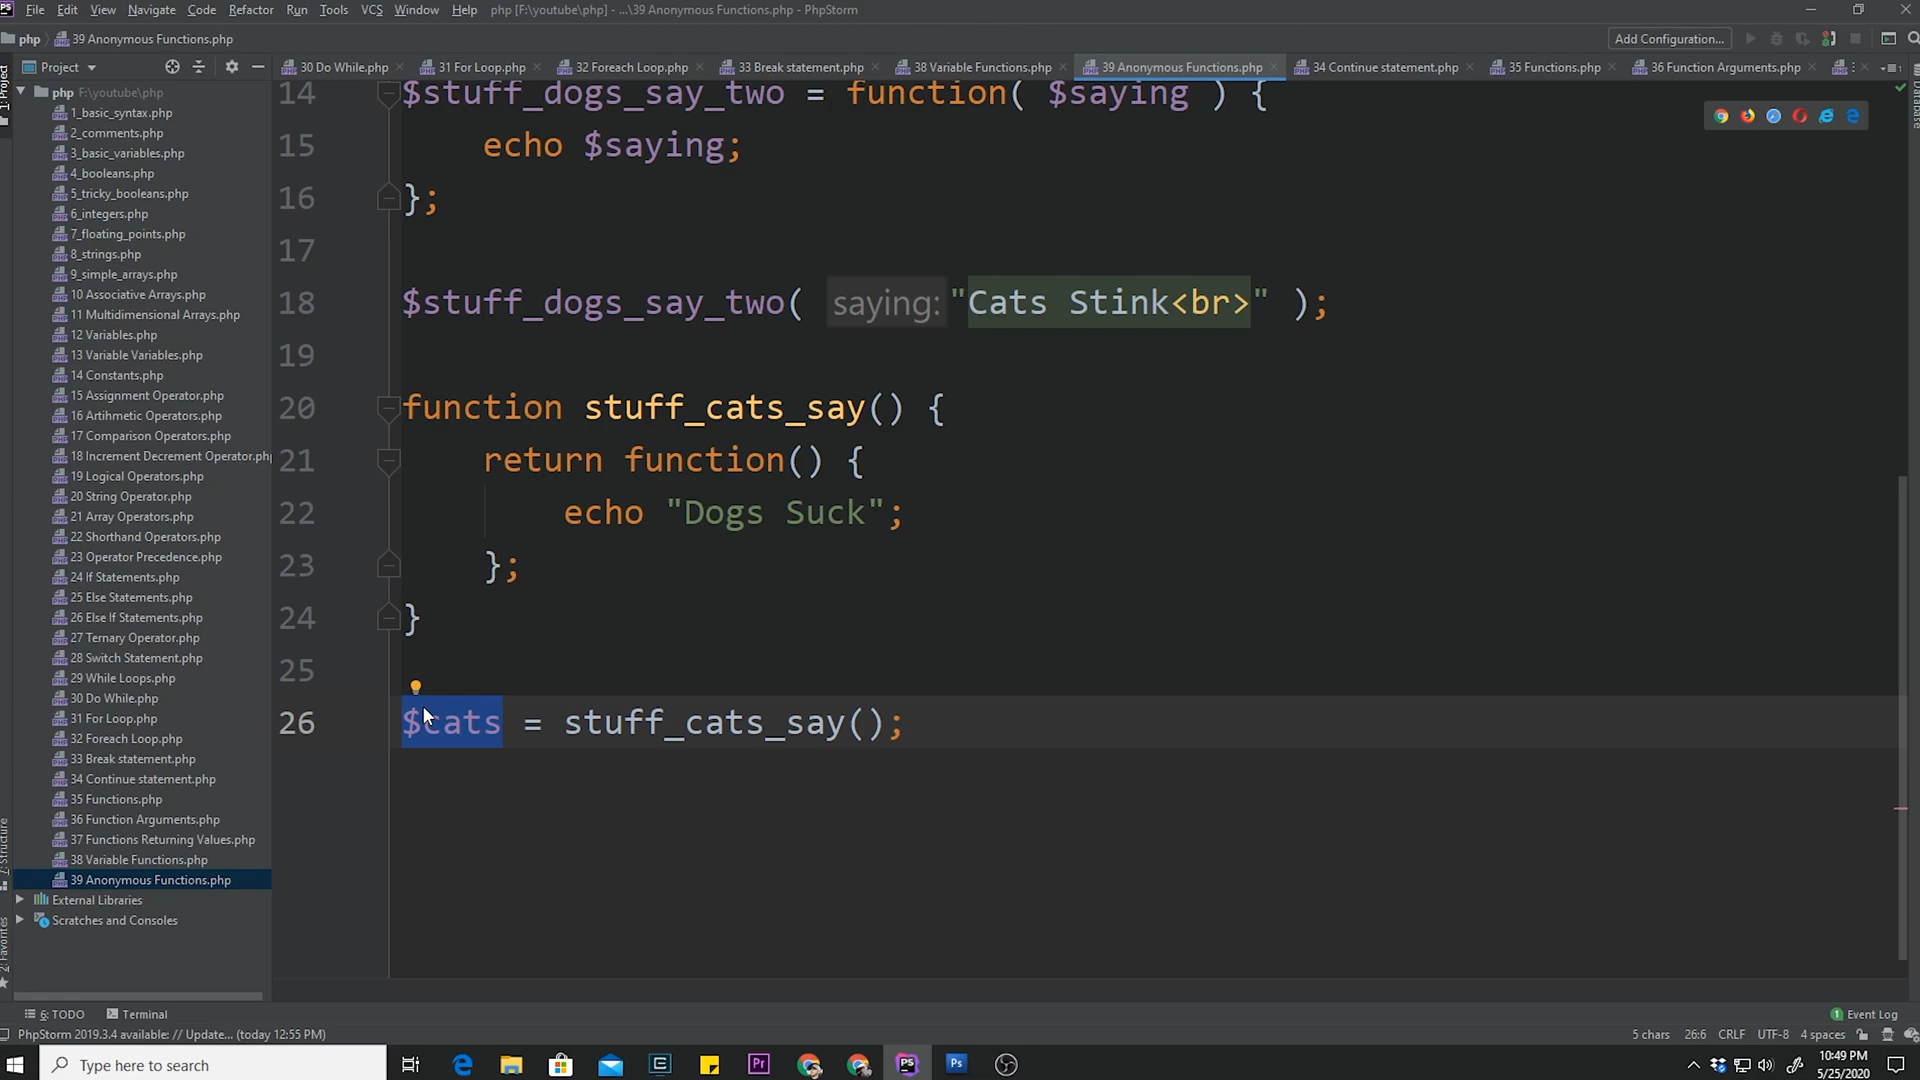 File Edit View Navigate Code Refactor Run Tools VCS Window Help php [F:\youtube\php] - ...\39 Anonymous Functions.php - PhpStorm
php 39 Anonymous Functions.php Add Configuration...
1: Project
Project
30 Do While.php 31 For Loop.php 32 Foreach Loop.php 33 Break statement.php 38 Variable Functions.php 39 Anonymous Functions.php 34 Continue statement.php 35 Functions.php 36 Function Arguments.php
php F:\youtube\php
1_basic_syntax.php
2_comments.php
3_basic_variables.php
4_booleans.php
5_tricky_booleans.php
6_integers.php
7_floating_points.php
8_strings.php
9_simple_arrays.php
10 Associative Arrays.php
11 Multidimensional Arrays.php
12 Variables.php
13 Variable Variables.php
14 Constants.php
15 Assignment Operator.php
16 Artihmetic Operators.php
17 Comparison Operators.php
18 Increment Decrement Operator.php
19 Logical Operators.php
20 String Operator.php
21 Array Operators.php
22 Shorthand Operators.php
23 Operator Precedence.php
24 If Statements.php
25 Else Statements.php
26 Else If Statements.php
27 Ternary Operator.php
28 Switch Statement.php
29 While Loops.php
30 Do While.php
31 For Loop.php
32 Foreach Loop.php
33 Break statement.php
34 Continue statement.php
35 Functions.php
36 Function Arguments.php
37 Functions Returning Values.php
38 Variable Functions.php
39 Anonymous Functions.php
External Libraries
Scratches and Consoles
14 $stuff_dogs_say_two = function( $saying ) {
15 echo $saying;
16 };
17
18 $stuff_dogs_say_two( saying: "Cats Stink<br>" );
19
20 function stuff_cats_say() {
21 return function() {
22 echo "Dogs Suck";
23 };
24 }
25
26 $cats = stuff_cats_say();
Database
7: Structure
2: Favorites
6: TODO Terminal 1 Event Log
PhpStorm 2019.3.4 available: // Update... (today 12:55 PM) 5 chars 26:6 CRLF UTF-8 4 spaces
Type here to search
10:49 PM
5/25/2020